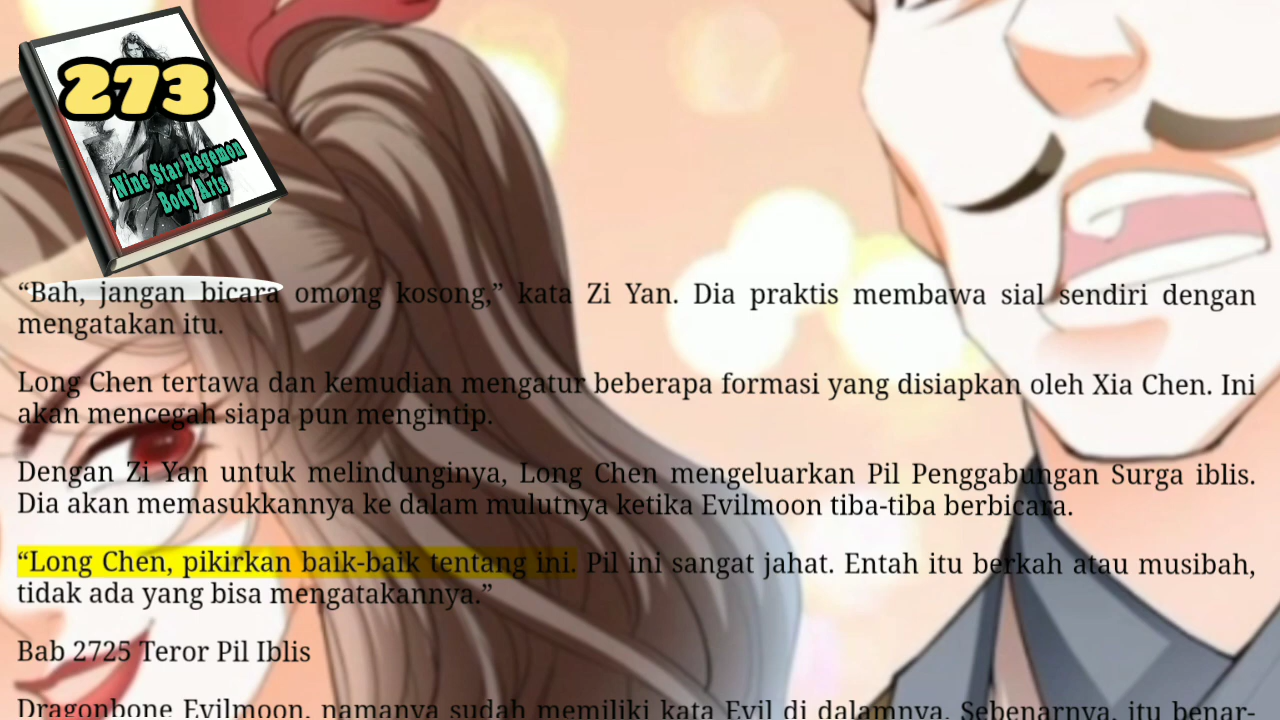 273
Nine Star Hegemon
Body Arts
“Bah, jangan bicara omong kosong,” kata Zi Yan. Dia praktis membawa sial sendiri dengan
mengatakan itu.
Long Chen tertawa dan kemudian mengatur beberapa formasi yang disiapkan oleh Xia Chen. Ini
akan mencegah siapa pun mengintip.
Dengan Zi Yan untuk melindunginya, Long Chen mengeluarkan Pil Penggabungan Surga iblis.
Dia akan memasukkannya ke dalam mulutnya ketika Evilmoon tiba-tiba berbicara.
“Long Chen, pikirkan baik-baik tentang ini. Pil ini sangat jahat. Entah itu berkah atau musibah,
tidak ada yang bisa mengatakannya.”
Bab 2725 Teror Pil Iblis
Dragonbone Evilmoon, namanya sudah memiliki kata Evil di dalamnya. Sebenarnya, itu benar-